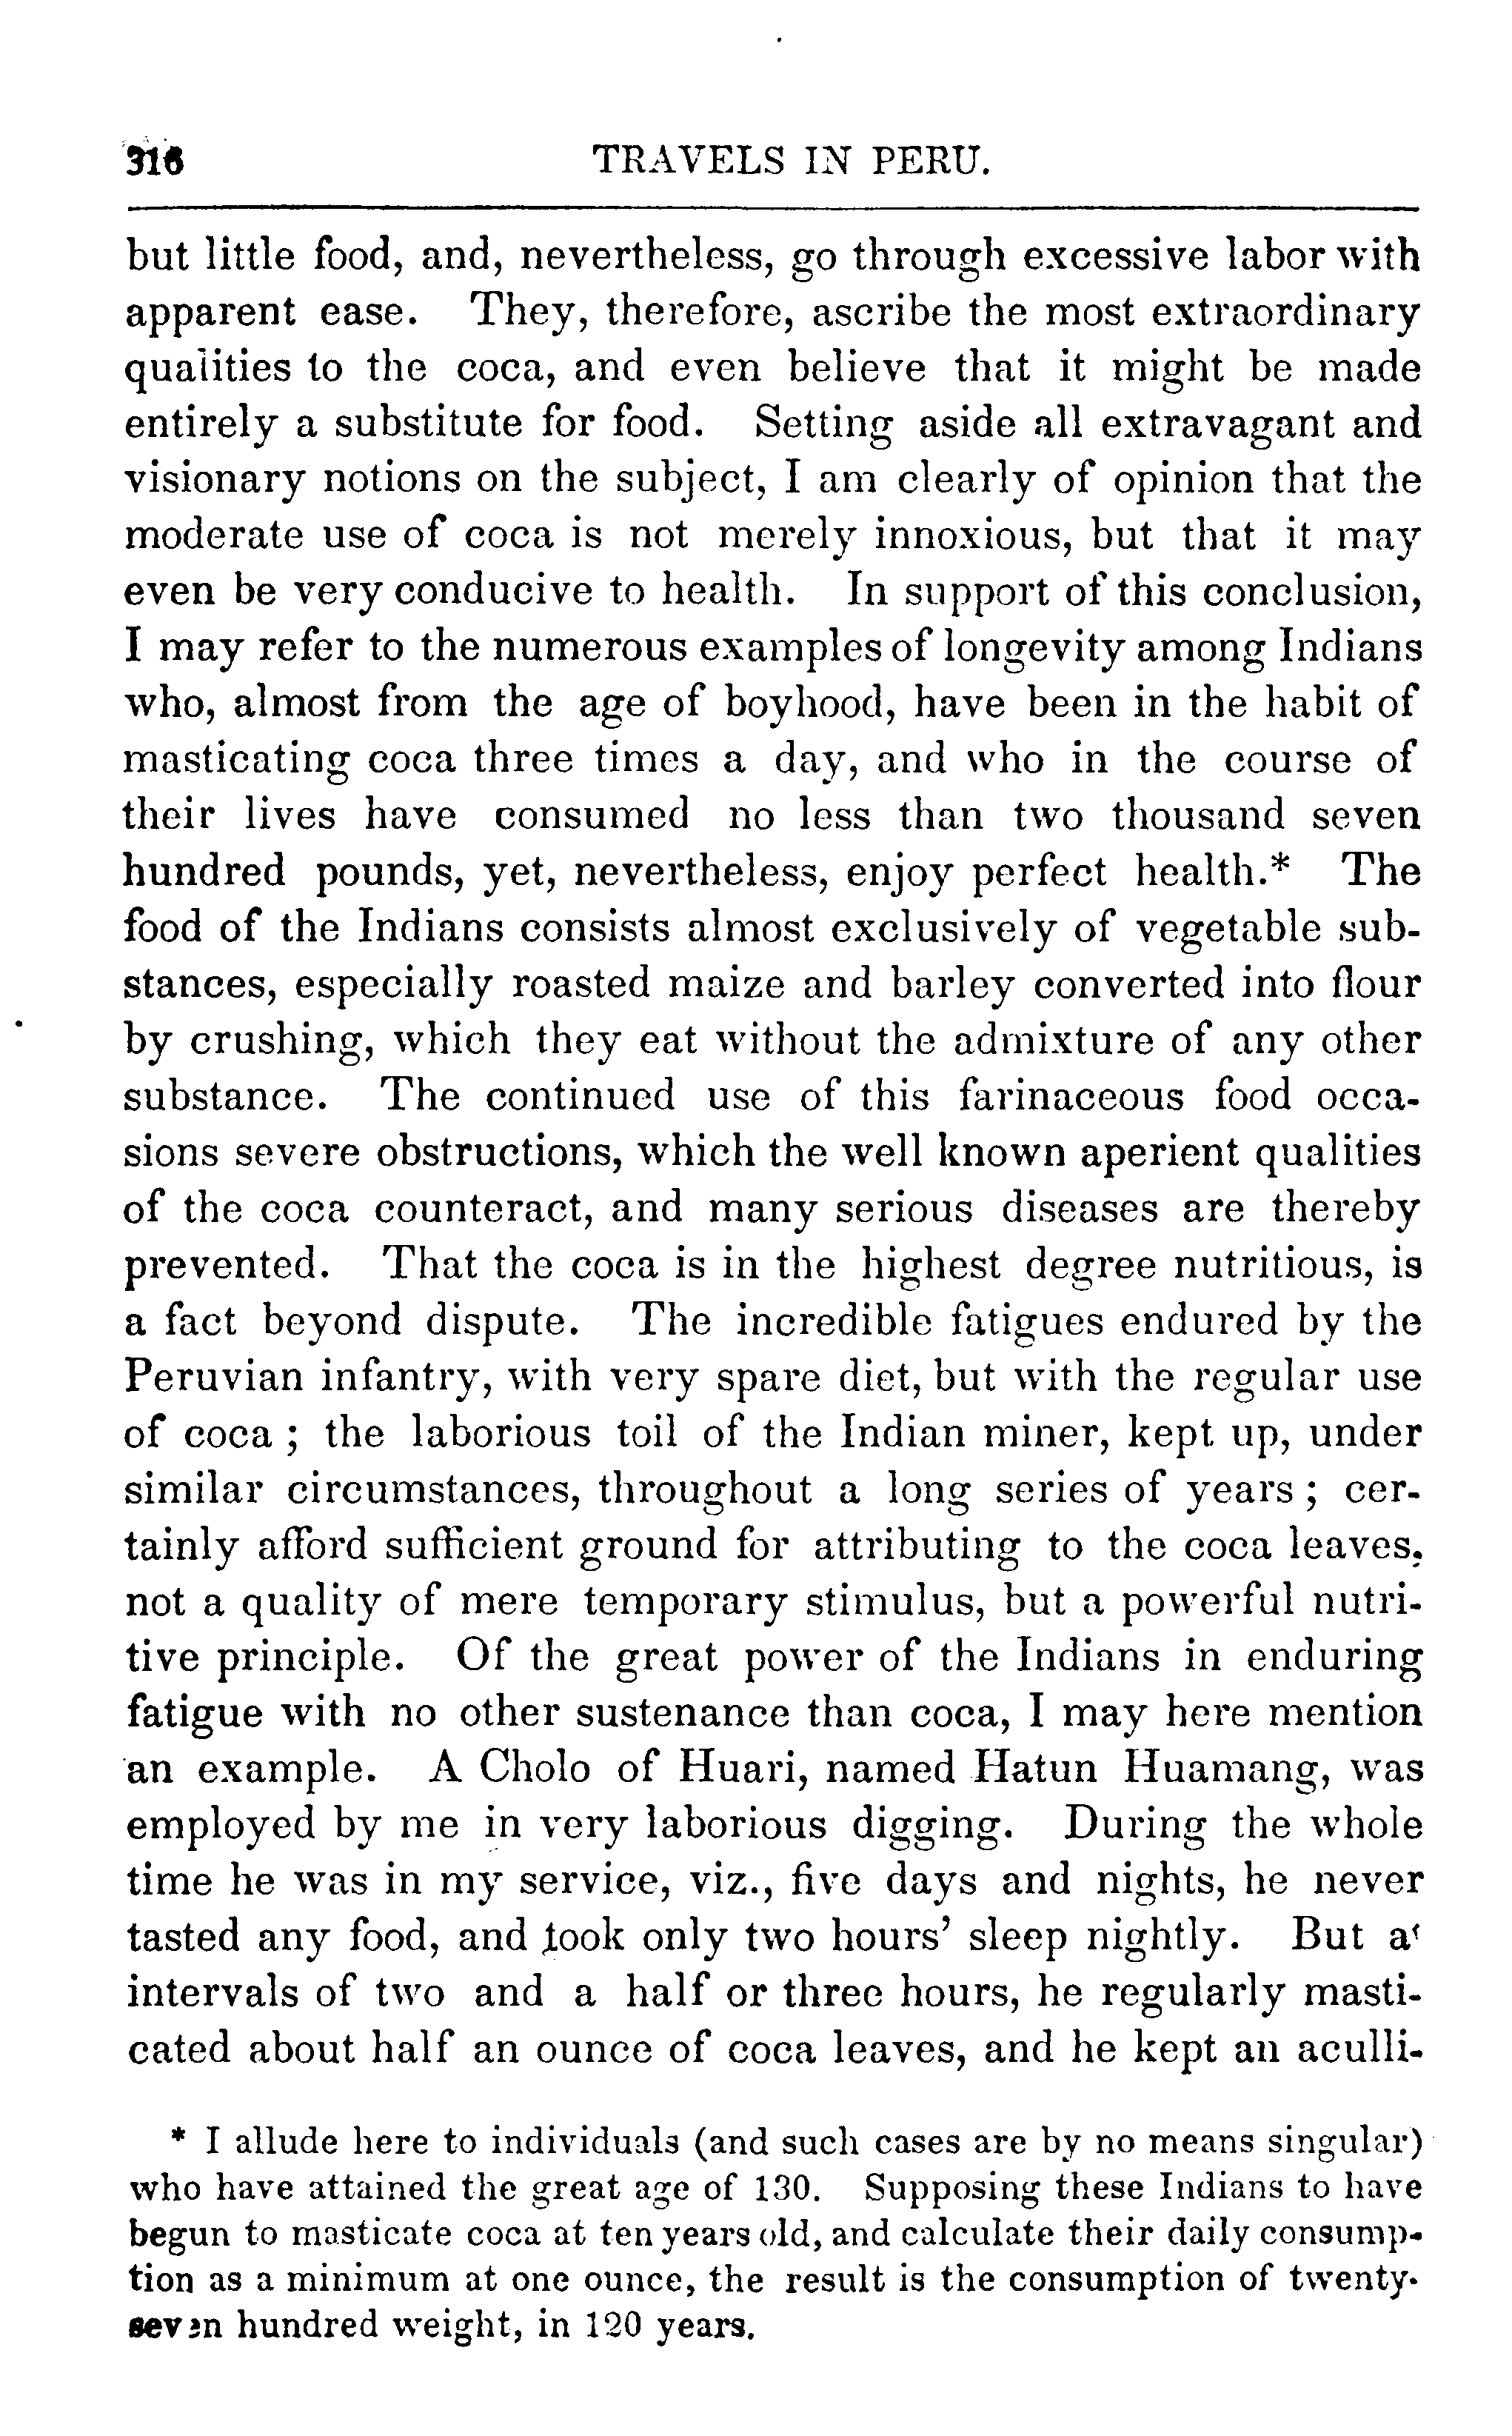 316 TRAVELS IN PERU.
but little food, and, nevertheless, go through excessive labor with
apparent ease. They, therefore, ascribe the most extraordinary
qualities to the coca, and even believe that it might be made
entirely a substitute for food. Setting aside all extravagant and
visionary notions on the subject, I am clearly of opinion that the
moderate use of coca is not merely innoxious, but that it may
even be very conducive to health. In support of this conclusion,
I may refer to the numerous examples of longevity among Indians
who, almost from the age of boyhood, have been in the habit of
masticating coca three times a day, and who in the course of
their lives have consumed no less than two thousand seven
hundred pounds, yet, nevertheless, enjoy perfect health.* The
food of the Indians consists almost exclusively of vegetable sub-
stances, especially roasted maize and barley converted into flour
by crushing, which they eat without the admixture of any other
substance. The continued use of this farinaceous food occa-
sions severe obstructions, which the well known aperient qualities
of the coca counteract, and many serious diseases are thereby
prevented. That the coca is in the highest degree nutritious, is
a fact beyond dispute. The incredible fatigues endured by the
Peruvian infantry, with very spare diet, but with the regular use
of coca ; the laborious toil of the Indian miner, kept up, under
similar circumstances, throughout a long series of years ; cer-
tainly afford sufficient ground for attributing to the coca leaves,
not a quality of mere temporary stimulus, but a powerful nutri-
tive principle. Of the great power of the Indians in enduring
fatigue with no other sustenance than coca, I may here mention
an example. A Cholo of Huari, named Hatun Huamang, was
employed by me in very laborious digging. During the whole
time he was in my service, viz., five days and nights, he never
tasted any food, and took only two hours' sleep nightly. But at
intervals of two and a half or three hours, he regularly masti-
cated about half an ounce of coca leaves, and he kept an aculli-
* I allude here to individuals (and such cases are by no means singular)
who have attained the great age of 130. Supposing these Indians to have
begun to masticate coca at ten years old, and calculate their daily consump-
tion as a minimum at one ounce, the result is the consumption of twenty-
seven hundred weight, in 120 years.